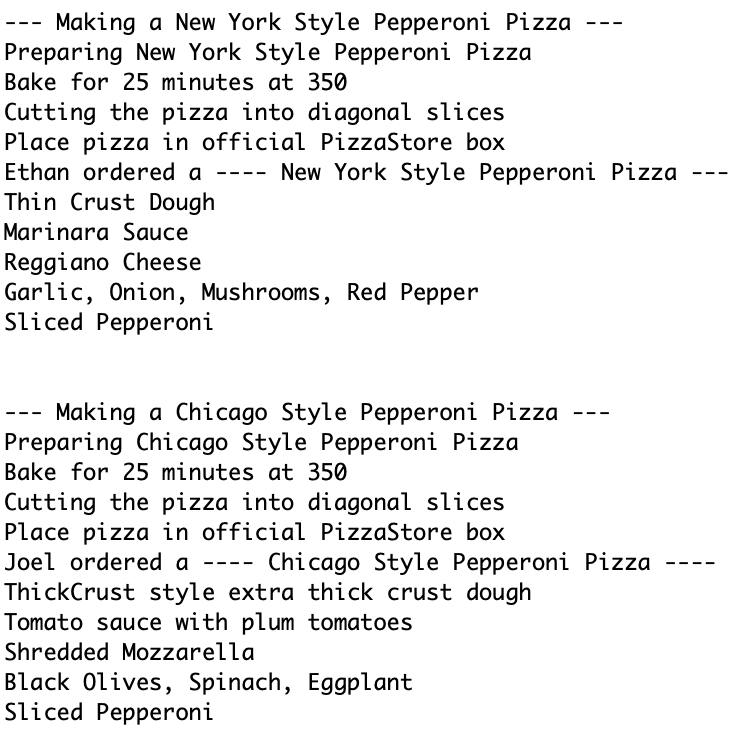 --- Making a New York Style Pepperoni Pizza ---
Preparing New York Style Pepperoni Pizza
Bake for 25 minutes at 350
Cutting the pizza into diagonal slices
Place pizza in official PizzaStore box
Ethan ordered a ---- New York Style Pepperoni Pizza ---
Thin Crust Dough
Marinara Sauce
Reggiano Cheese
Garlic, Onion, Mushrooms, Red Pepper
Sliced Pepperoni
--- Making a Chicago Style Pepperoni Pizza ---
Preparing Chicago Style Pepperoni Pizza
Bake for 25 minutes at 350
Cutting the pizza into diagonal slices
Place pizza in official PizzaStore box
Joel ordered a ---- Chicago Style Pepperoni Pizza ----
ThickCrust style extra thick crust dough
Tomato sauce with plum tomatoes
Shredded Mozzarella
Black Olives, Spinach, Eggplant
Sliced Pepperoni